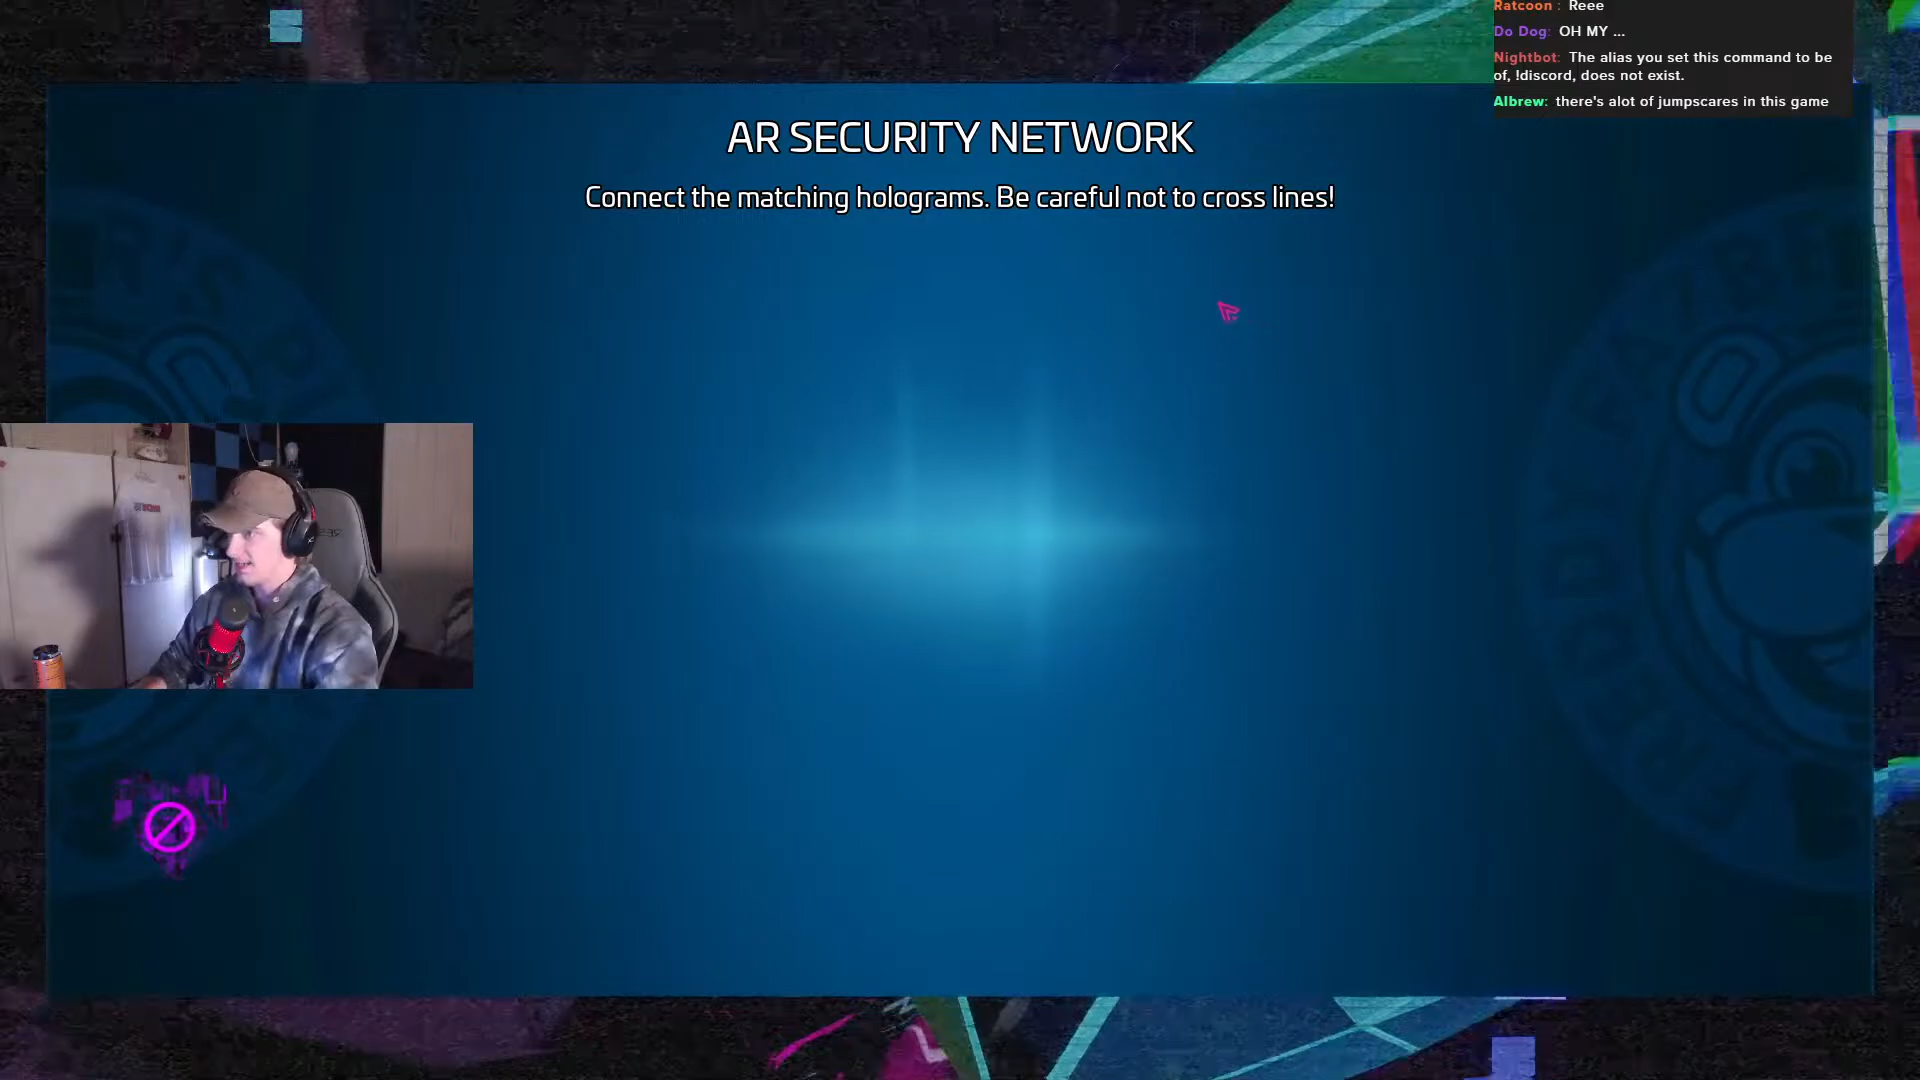 Ratcoon : Reee
Do Dog: OH MY ...
Nightbot: The alias you set this command to be
of, !discord, does not exist.
Albrew: there's alot of jumpscares in this game
AR SECURITY NETWORK
Connect the matching holograms. Be careful not to cross lines!